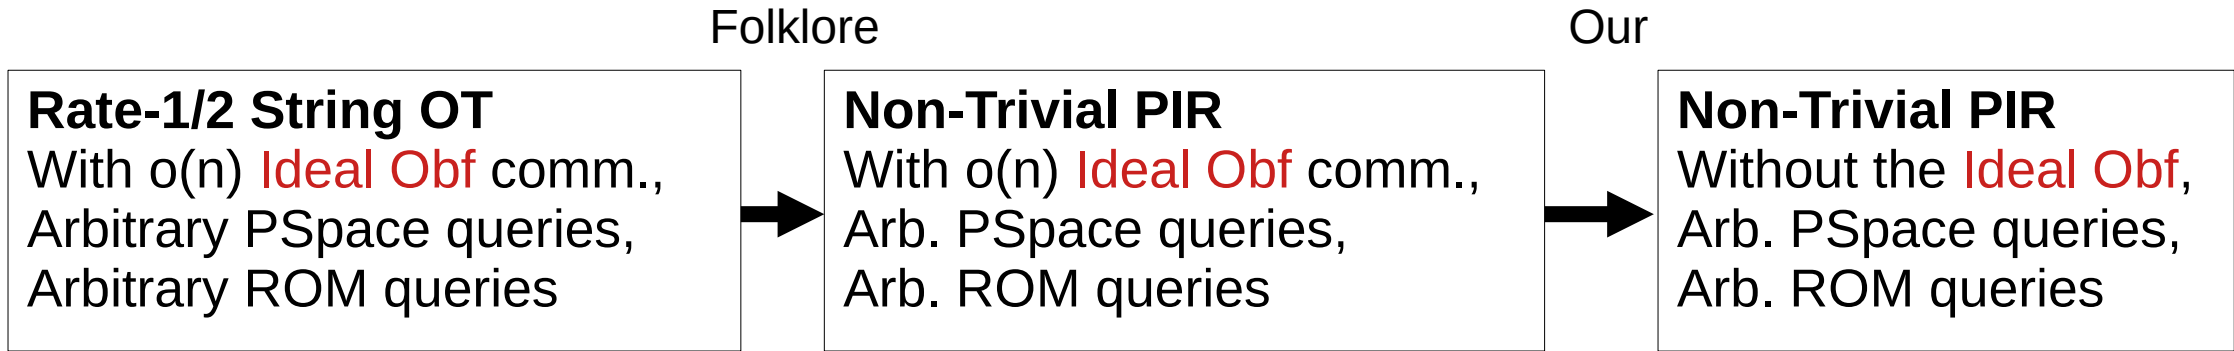 Folklore
Our
Rate-1/2 String OT
With o(n) Ideal Obf comm.,
Arbitrary PSpace queries,
Arbitrary ROM queries
Non-Trivial PIR
With o(n) Ideal Obf comm.,
Arb. PSpace queries,
Arb. ROM queries
Non-Trivial PIR
Without the Ideal Obf,
Arb. PSpace queries,
Arb. ROM queries